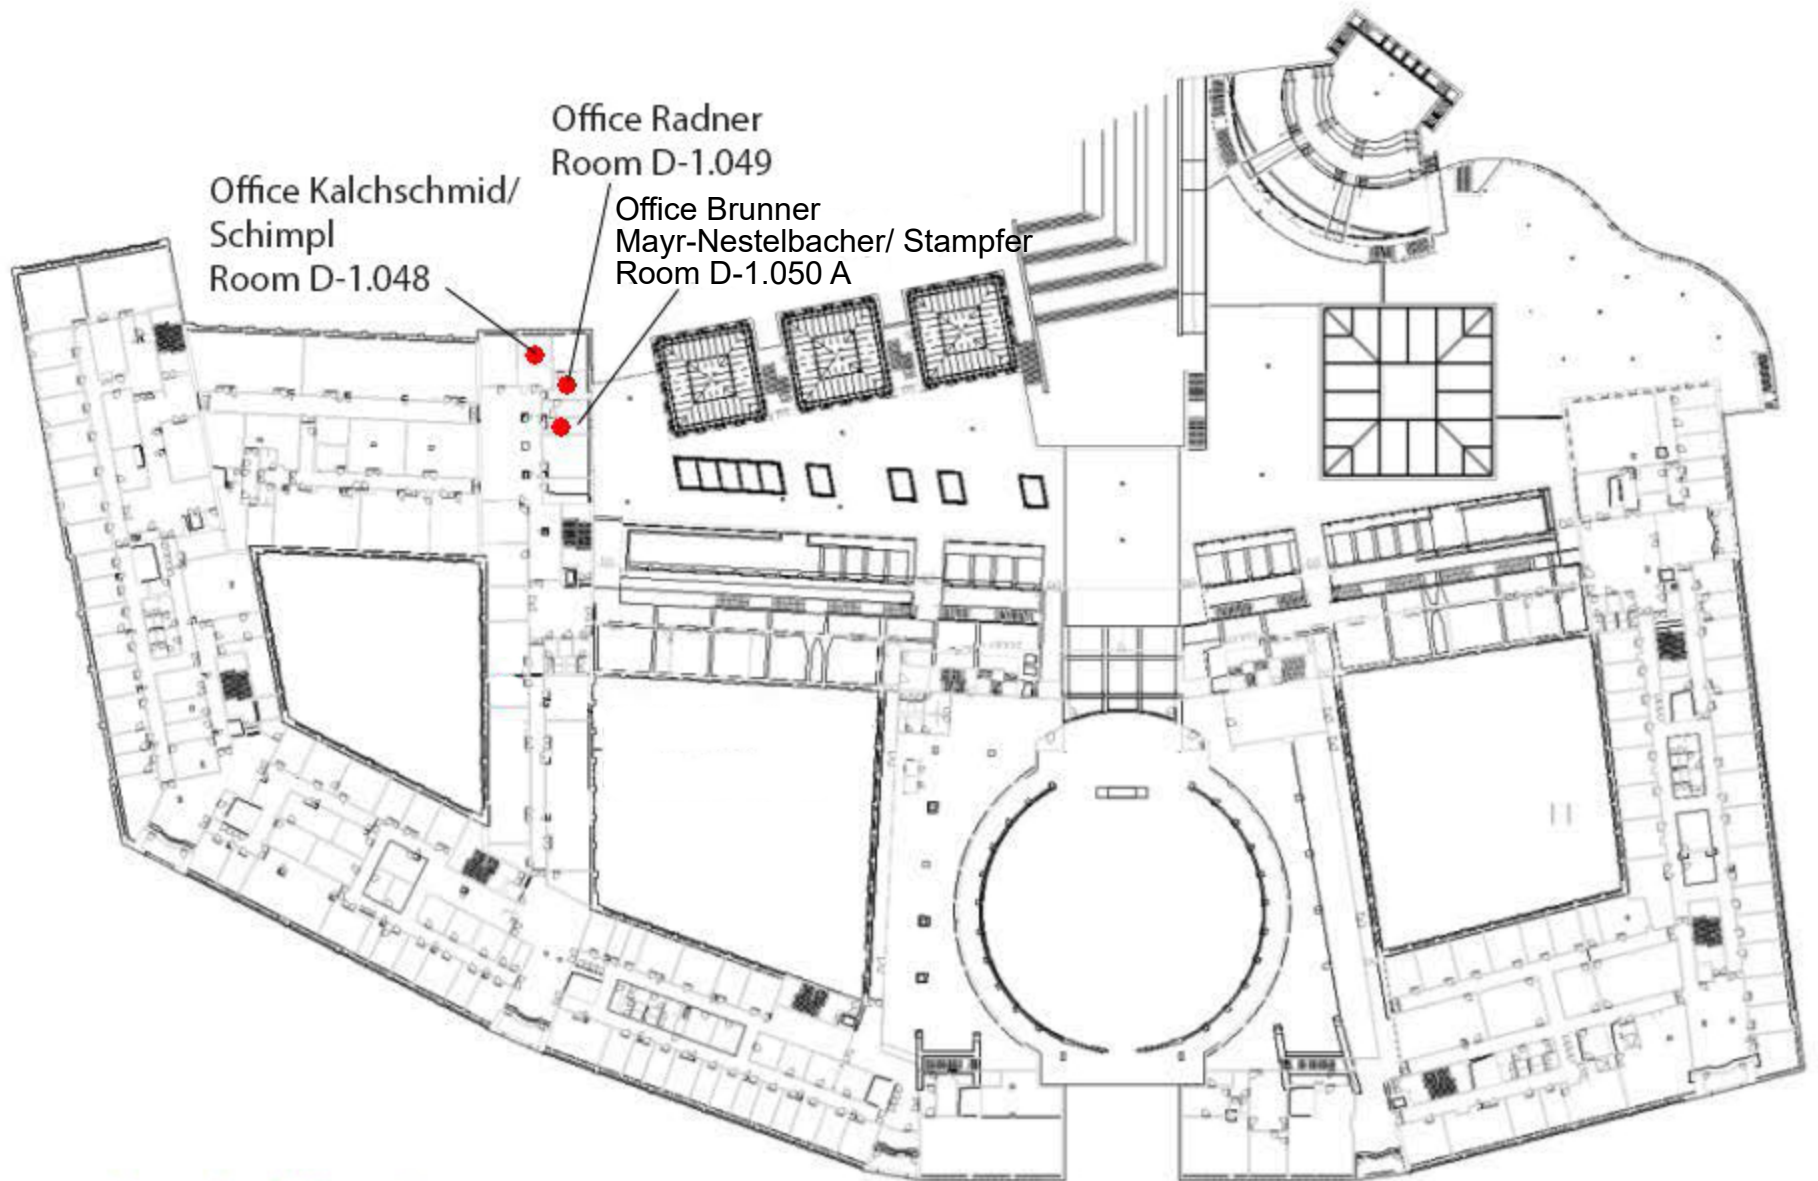 Office Radner
Room D-1.049
Office Kalchschmid/
Schimpl
Room D-1.048
Office Brunner
Mayr-Nestelbacher/ Stampfer
Room D-1.050 A